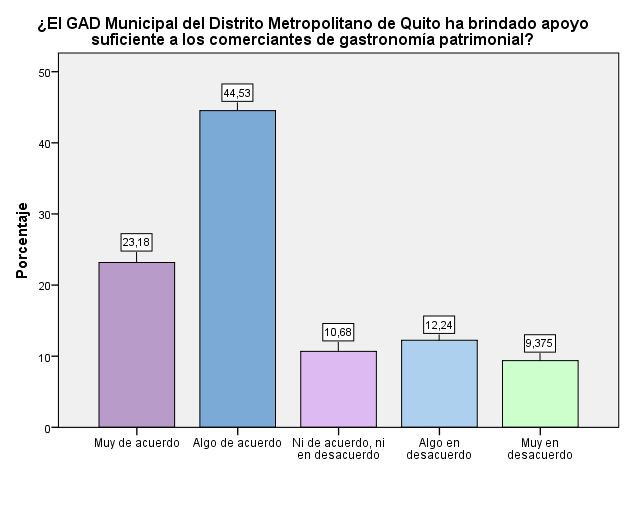 ¿El GAD Municipal del Distrito Metropolitano de Quito ha brindado apoyo
suficiente a los comerciantes de gastronomía patrimonial?
Porcentaje
50
40
30
20
10
0
23,18
44,53
10,68
12,24
9,375
Muy de acuerdo
Algo de acuerdo
Ni de acuerdo, ni
en desacuerdo
Algo en
desacuerdo
Muy en
desacuerdo